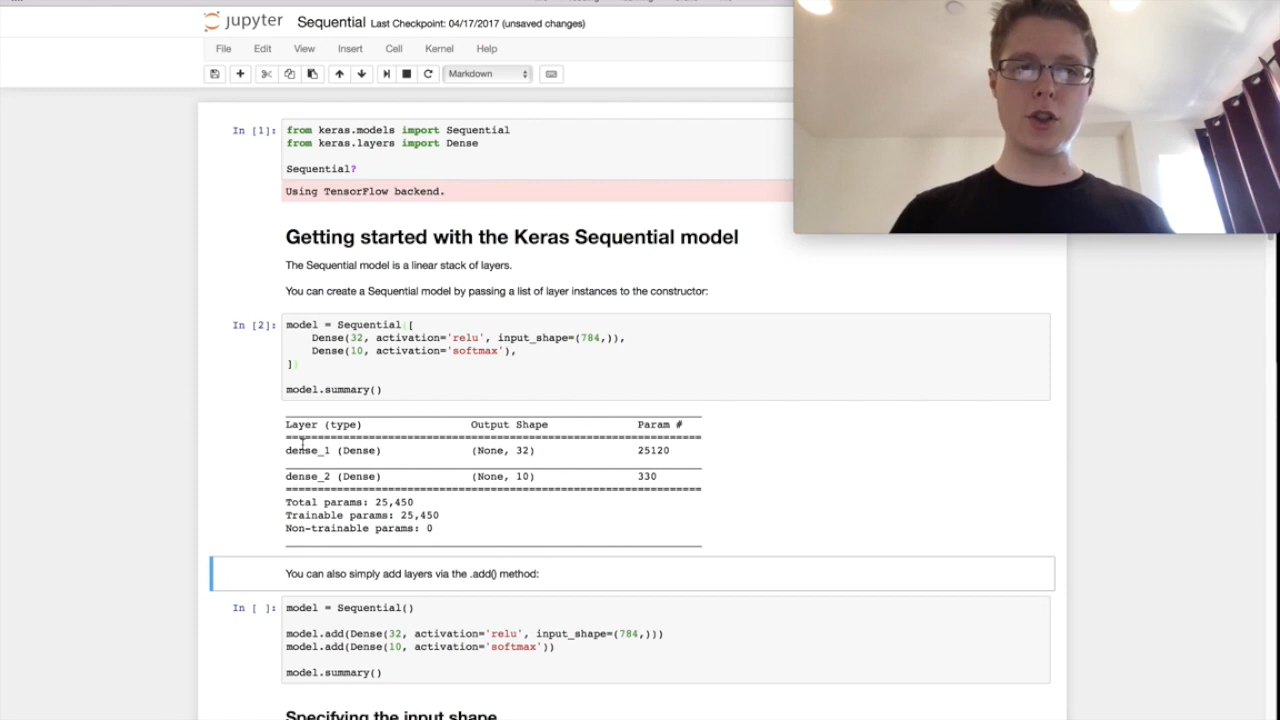 jupyter Sequential Last Checkpoint: 04/17/2017 (unsaved changes)
File Edit View Insert Cell Kernel Help
Markdown
In [1]: from keras.models import Sequential
from keras.layers import Dense
Sequential?
Using TensorFlow backend.
Getting started with the Keras Sequential model
The Sequential model is a linear stack of layers.
You can create a Sequential model by passing a list of layer instances to the constructor:
In [2]: model = Sequential([
Dense(32, activation='relu', input_shape=(784,)),
Dense(10, activation='softmax'),
])
model.summary()
Layer (type) Output Shape Param #
dense_1 (Dense) (None, 32) 25120
dense_2 (Dense) (None, 10) 330
Total params: 25,450
Trainable params: 25,450
Non-trainable params: 0
You can also simply add layers via the .add() method:
In [ ]: model = Sequential()
model.add(Dense(32, activation='relu', input_shape=(784,)))
model.add(Dense(10, activation='softmax'))
model.summary()
Specifying the input shape